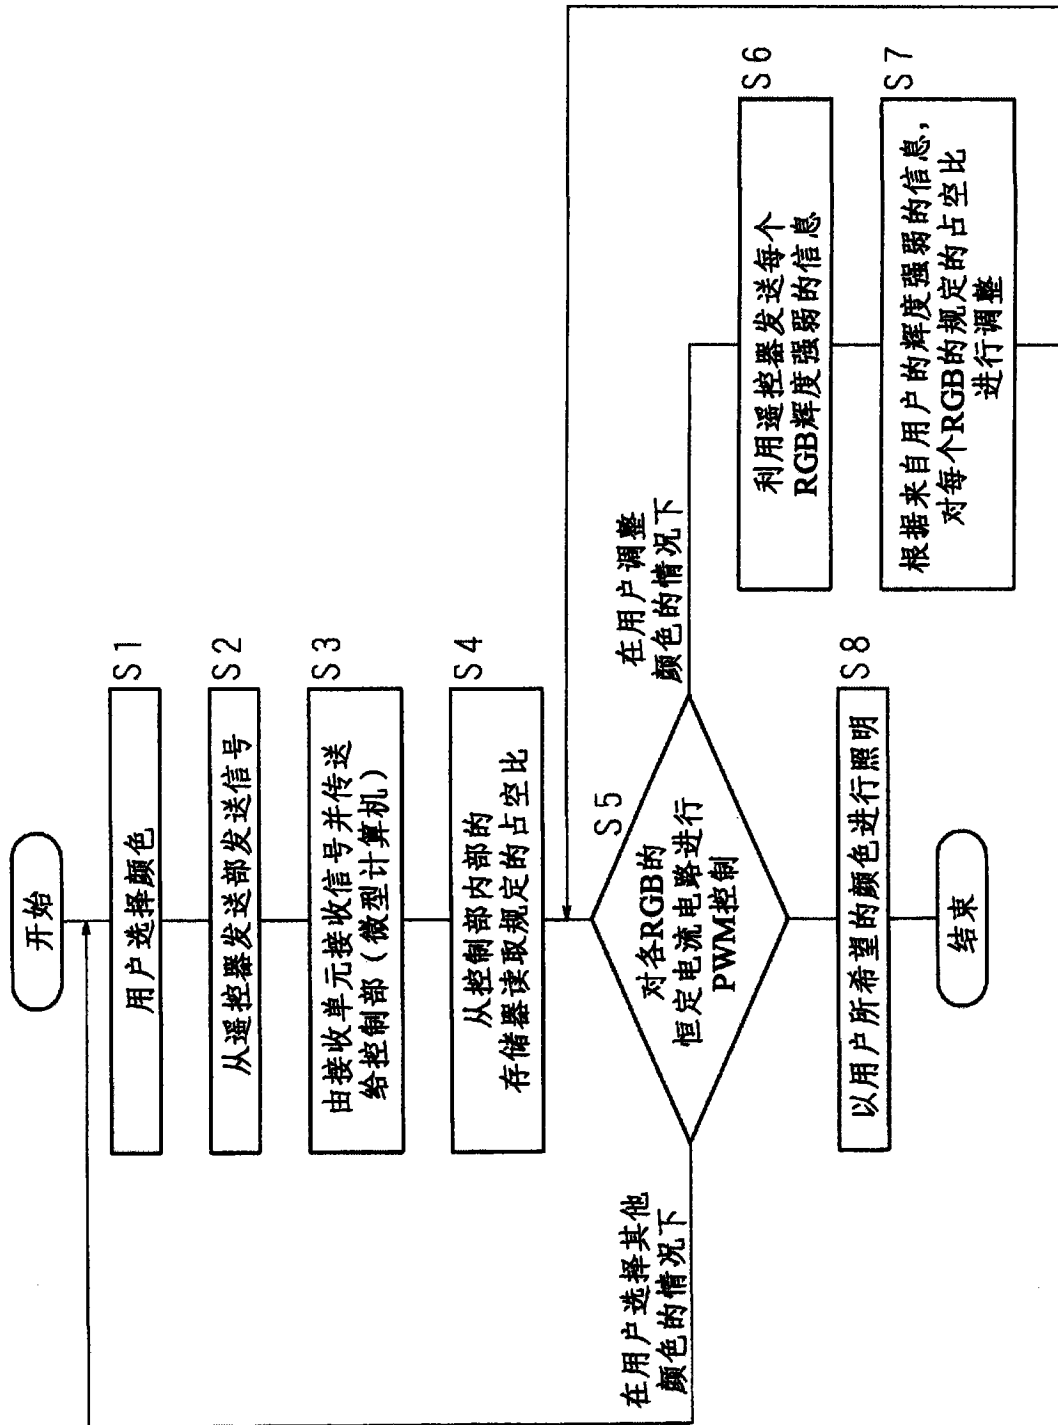 开始
S1
用户选择颜色
S2
从遥控器发送部发送信号
S3
由接收单元接收信号并传送
给控制部（微型计算机）
S4
从控制部内部的
存储器读取规定的占空比
S5
对各RGB的
恒定电流电路进行
PWM控制
在用户选择其他
颜色的情况下
在用户调整
颜色的情况下
S6
利用遥控器发送每个
RGB辉度强弱的信息
S7
根据来自用户的辉度强弱的信息，
对每个RGB的规定的占空比
进行调整
S8
以用户所希望的颜色进行照明
结束